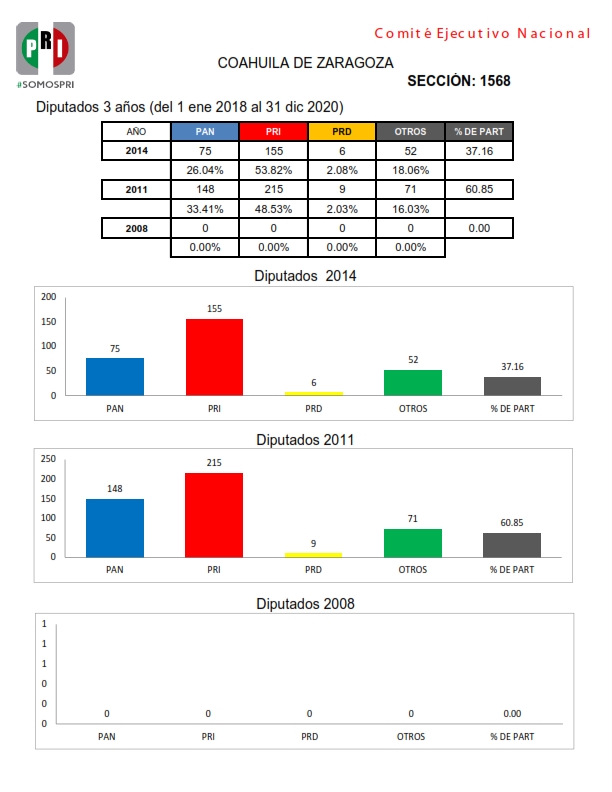 PRI
#SOMOSPRI
Comité Ejecutivo Nacional
COAHUILA DE ZARAGOZA
SECCIÓN: 1568
Diputados 3 años (del 1 ene 2018 al 31 dic 2020)
AÑO PAN PRI PRD OTROS % DE PART
2014 75 155 6 52 37.16
26.04% 53.82% 2.08% 18.06%
2011 148 215 9 71 60.85
33.41% 48.53% 2.03% 16.03%
2008 0 0 0 0 0.00
0.00% 0.00% 0.00% 0.00%
Diputados 2014
200
150
100
50
0
75 155 6 52 37.16
PAN PRI PRD OTROS % DE PART
Diputados 2011
250
200
150
100
50
0
148 215 9 71 60.85
PAN PRI PRD OTROS % DE PART
Diputados 2008
1
1
1
0
0
0
0 0 0 0 0.00
PAN PRI PRD OTROS % DE PART